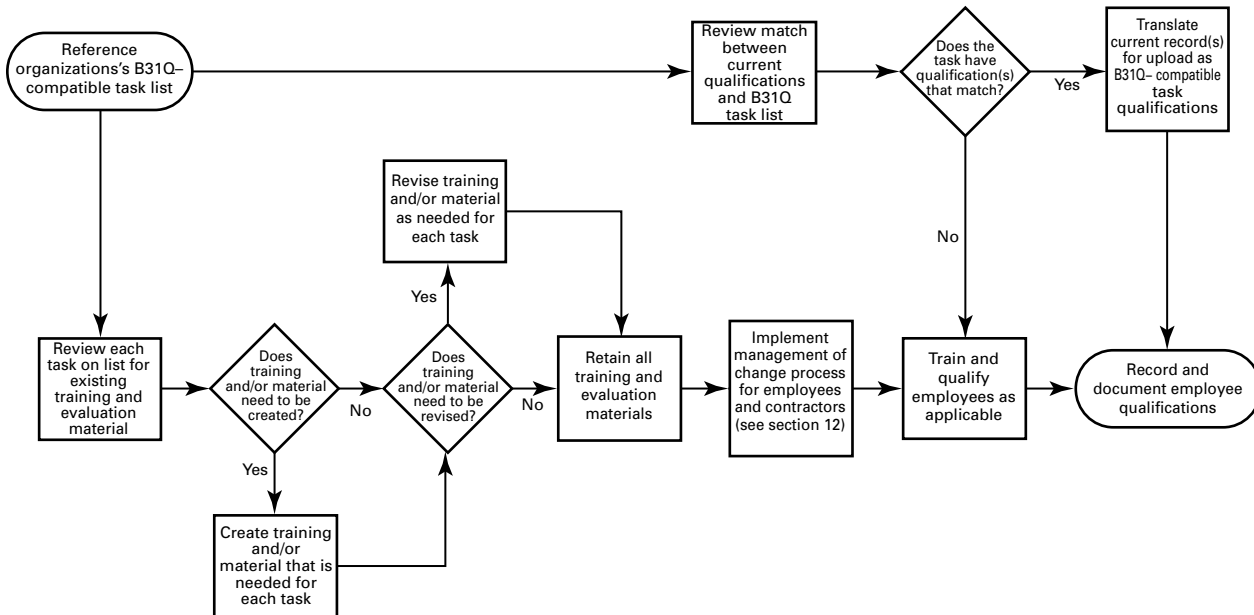 Reference
organizations's B31Q–
compatible task list
Review match
between
current
qualifications
and B31Q
task list
Does the
task have
qualification(s)
that match?
Yes
Translate
current record(s)
for upload as
B31Q– compatible
task
qualifications
No
Revise training
and/or material
as needed for
each task
Yes
Review each
task on list for
existing
training and
evaluation
material
Does
training
and/or material
need to be
created?
No
Does
training
and/or material
need to be
revised?
No
Retain all
training and
evaluation
materials
Implement
management of
change process
for employees
and contractors
(see section 12)
Train and
qualify
employees as
applicable
Record and
document employee
qualifications
Yes
Create training
and/or
material that is
needed for
each task